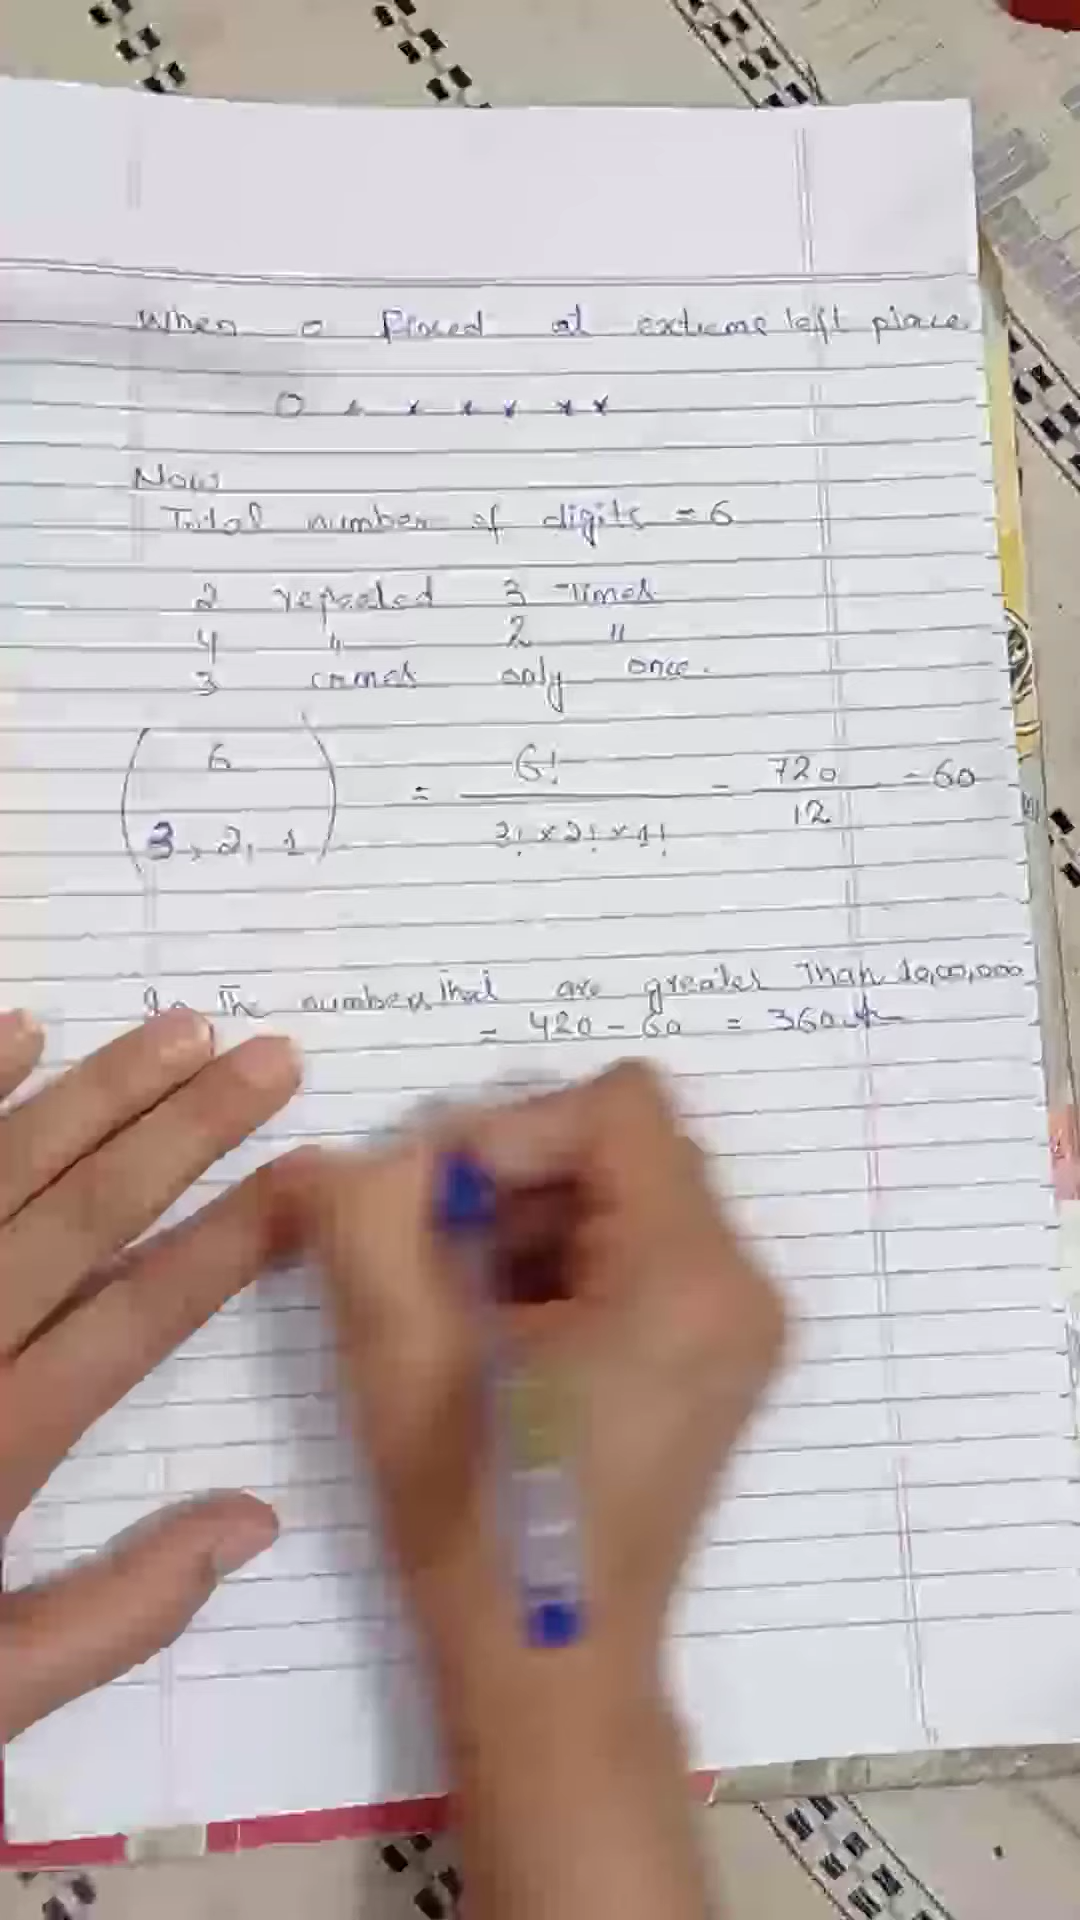 When 0 placed at extreme left place
0 × × × × × ×
Now
Total number of digits = 6
2 repeated 3 times
4 " 2 "
3 comes only once.
( 6 3, 2, 1 ) = 6! / 3! × 2! × 1! = 720 / 12 = 60
The numbers that are greater than 10,00,000
= 420 - 60 = 360